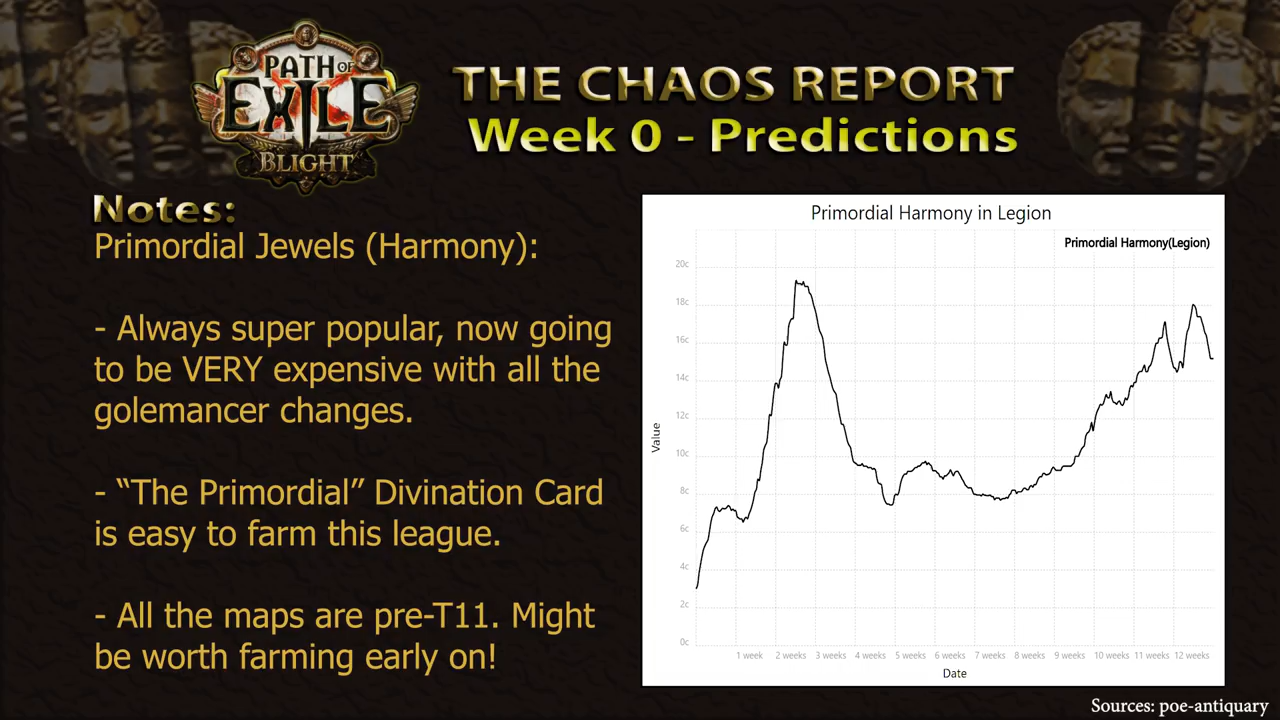 PATH OF
EXILE
BLIGHT
THE CHAOS REPORT
Week 0 - Predictions
Notes:
Primordial Jewels (Harmony):
- Always super popular, now going
to be VERY expensive with all the
golemancer changes.
- “The Primordial” Divination Card
is easy to farm this league.
- All the maps are pre-T11. Might
be worth farming early on!
Primordial Harmony in Legion
Primordial Harmony(Legion)
20c
18c
16c
14c
12c
10c
8c
6c
4c
2c
0c
Value
1 week 2 weeks 3 weeks 4 weeks 5 weeks 6 weeks 7 weeks 8 weeks 9 weeks 10 weeks 11 weeks 12 weeks
Date
Sources: poe-antiquary